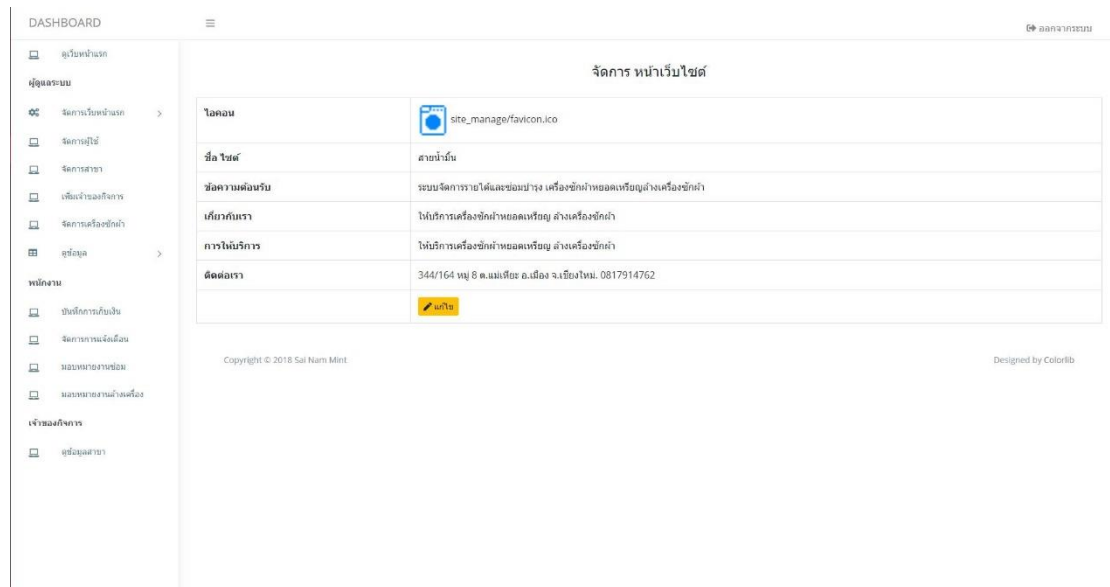 DASHBOARD
ออกจากระบบ
ดูเว็บหน้าแรก
ผู้ดูแลระบบ
จัดการเว็บหน้าแรก
จัดการผู้ใช้
จัดการสาขา
เพิ่มเจ้าของกิจการ
จัดการเครื่องซักผ้า
ดูข้อมูล
พนักงาน
บันทึกการเก็บเงิน
จัดการการแจ้งเตือน
มอบหมายงานซ่อม
มอบหมายงานล้างเครื่อง
เจ้าของกิจการ
ดูข้อมูลสาขา
จัดการ หน้าเว็บไซต์
ไอคอน site_manage/favicon.ico
ชื่อ ไซต์ สายน้ำมิ้น
ข้อความต้อนรับ ระบบจัดการรายได้และซ่อมบำรุง เครื่องซักผ้าหยอดเหรียญล้างเครื่องซักผ้า
เกี่ยวกับเรา ให้บริการเครื่องซักผ้าหยอดเหรียญ ล้างเครื่องซักผ้า
การให้บริการ ให้บริการเครื่องซักผ้าหยอดเหรียญ ล้างเครื่องซักผ้า
ติดต่อเรา 344/164 หมู่ 8 ต.แม่เหียะ อ.เมือง จ.เชียงใหม่. 0817914762
แก้ไข
Copyright © 2018 Sai Nam Mint
Designed by Colorlib